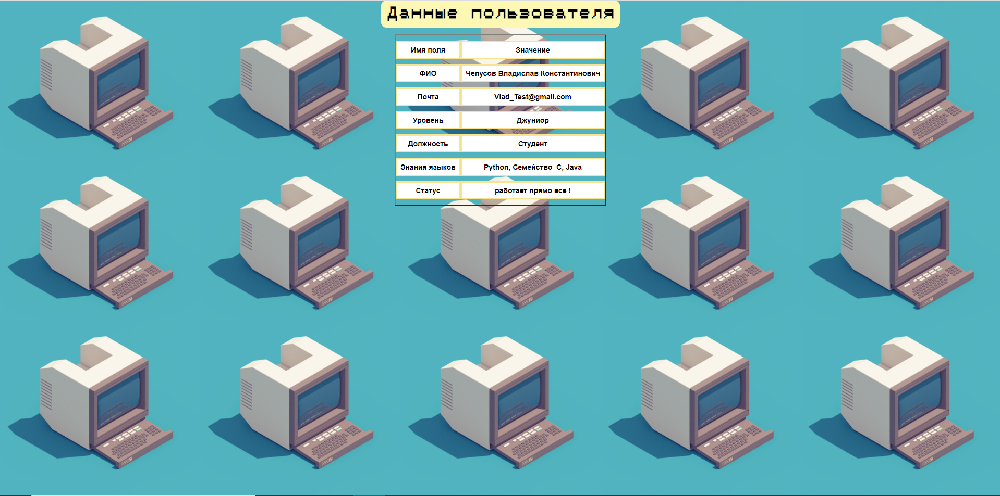 Данные пользователя
Имя поля Значение
ФИО Чепусов Владислав Константинович
Почта Vlad_Test@gmail.com
Уровень Джуниор
Должность Студент
Знания языков Python, Семейство_С, Java
Статус работает прямо все !